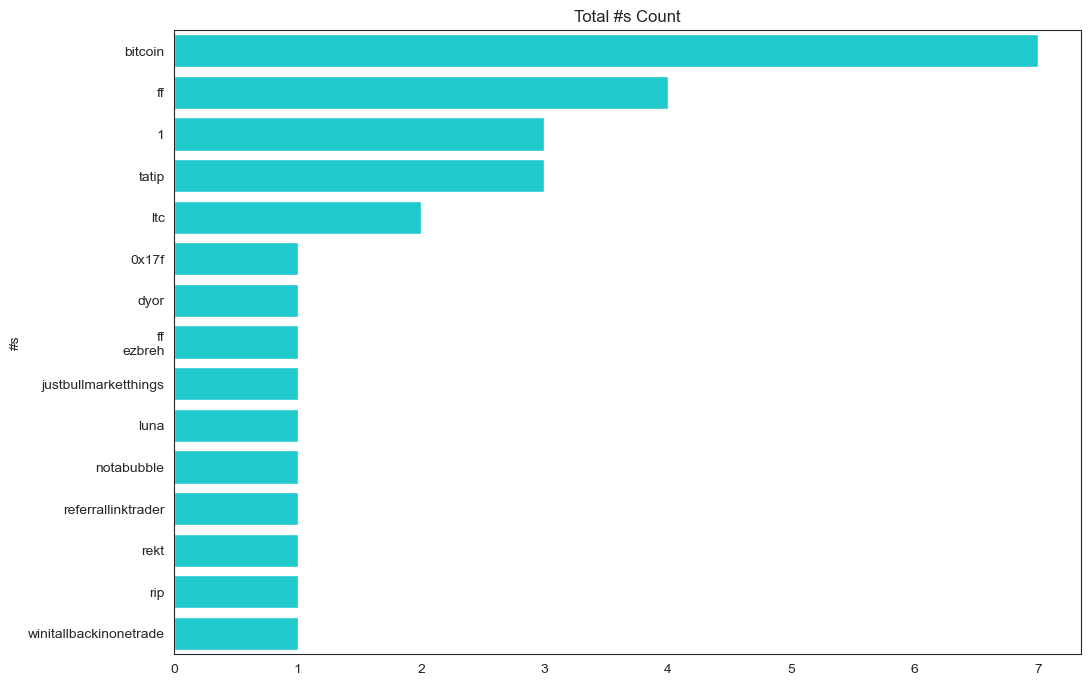 Total #s Count
bitcoin
ff
1
tatip
ltc
0x17f
dyor
ff
ezbreh
justbullmarketthings
luna
notabubble
referrallinktrader
rekt
rip
winitallbackinonetrade
#s
0 1 2 3 4 5 6 7